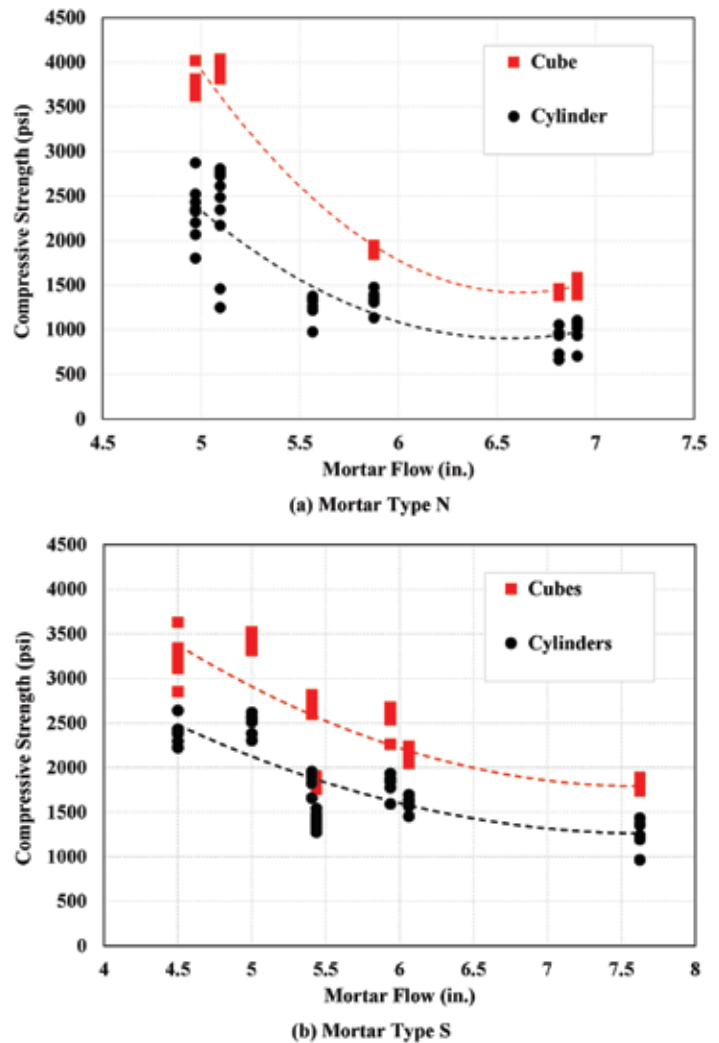 4500
4000
3500
3000
2500
2000
1500
1000
500
0
Compressive Strength (psi)
Cube
Cylinder
4.5 5 5.5 6 6.5 7 7.5
Mortar Flow (in.)
(a) Mortar Type N
4500
4000
3500
3000
2500
2000
1500
1000
500
0
Compressive Strength (psi)
Cubes
Cylinders
4 4.5 5 5.5 6 6.5 7 7.5 8
Mortar Flow (in.)
(b) Mortar Type S